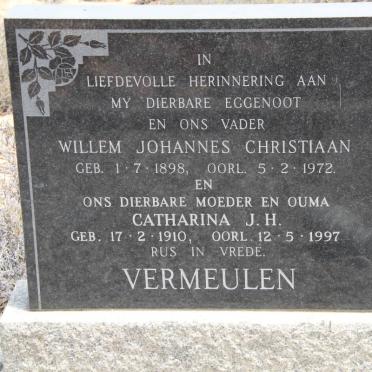 IN
LIEFDEVOLLE HERINNERING AAN
MY DIERBARE EGGENOOT
EN ONS VADER
WILLEM JOHANNES CHRISTIAAN
GEB. 1·7·1898, OORL. 5·2·1972.
EN
ONS DIERBARE MOEDER EN OUMA
CATHARINA J.H.
GEB. 17·2·1910, OORL. 12·5·1997
RUS IN VREDE.
VERMEULEN